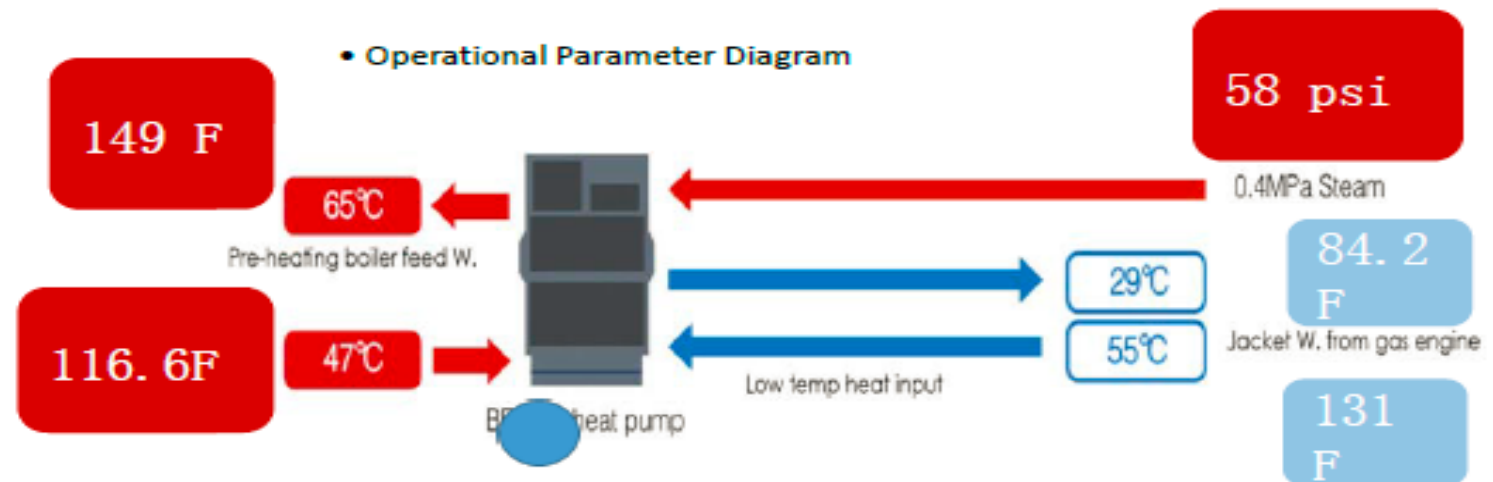 • Operational Parameter Diagram
149 F
58 psi
65℃
0.4MPa Steam
Pre-heating boiler feed W.
84. 2
F
29℃
116. 6F
47℃
55℃
Jacket W. from gas engine
Low temp heat input
heat pump
131
F